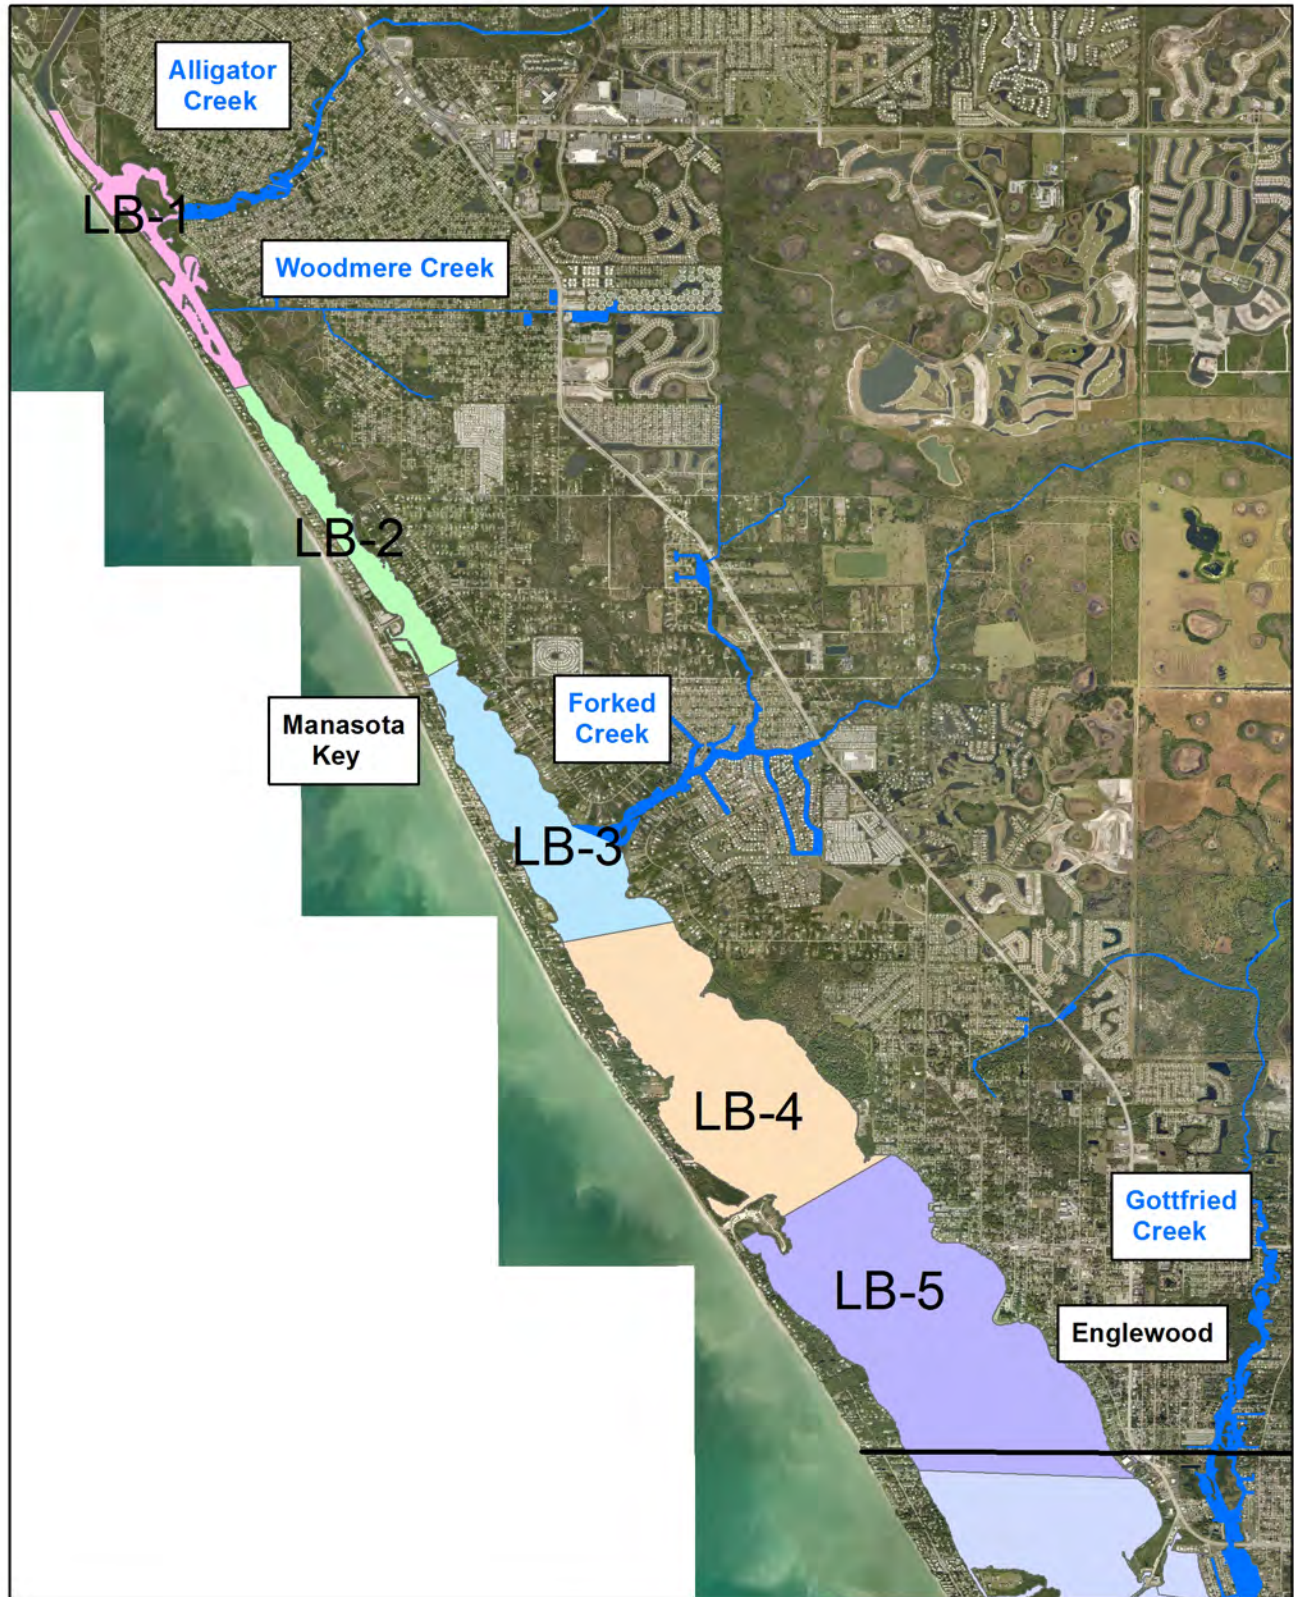 Alligator
Creek
LB-1
Woodmere Creek
LB-2
Forked
Creek
Manasota
Key
LB-3
LB-4
Gottfried
Creek
LB-5
Englewood